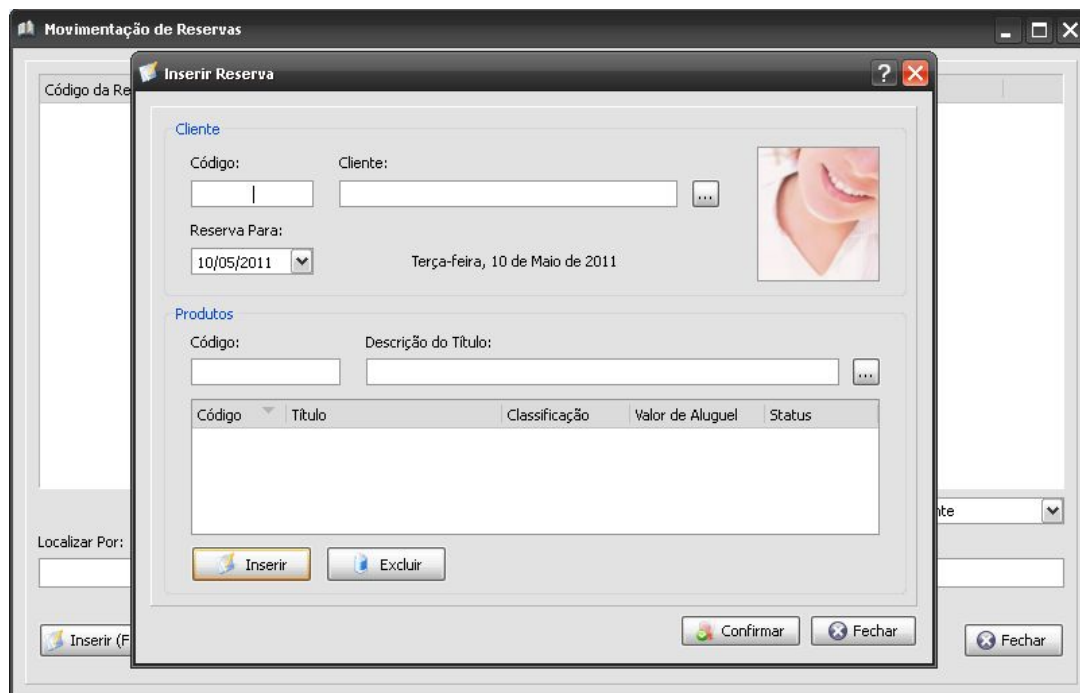 Movimentação de Reservas
Inserir Reserva
Código da Re
Cliente
Código: Cliente:
...
Reserva Para:
10/05/2011 Terça-feira, 10 de Maio de 2011
Produtos
Código: Descrição do Título:
...
Código Título Classificação Valor de Aluguel Status
nte
Localizar Por:
Inserir Excluir
Confirmar Fechar
Inserir (F Fechar